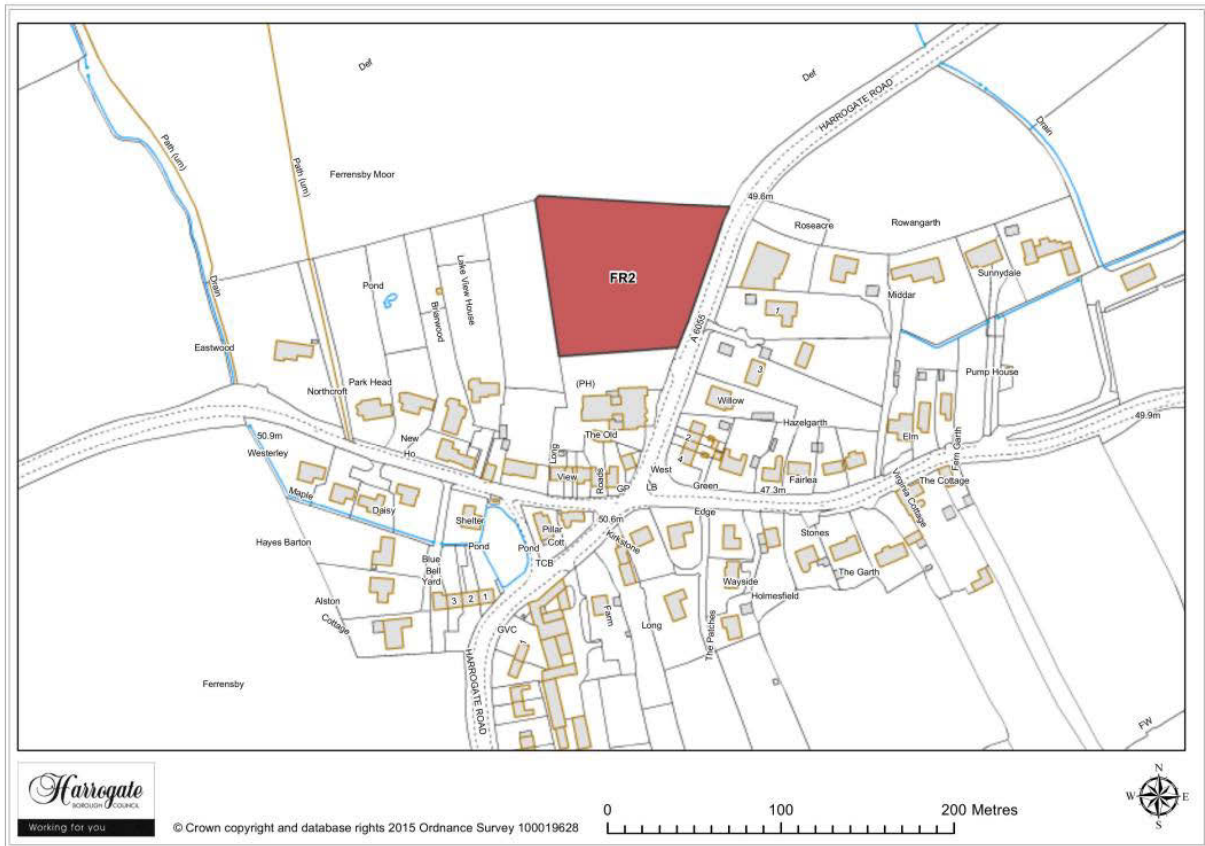 Def
Def
HARROGATE ROAD
Drain
Path (um)
Path (um)
Ferrensby Moor
49.6m
Roseacre
Rowangarth
Sunnydale
Middar
FR2
A 6055
Lake View House
Pond
Briarwood
Drain
Eastwood
1
Northcroft
Park Head
(PH)
3
Willow
Pump House
Hazelgarth
49.9m
50.9m
Westerley
New
Ho
The Old
2
4
Elm
Fern Garth
Long
View
Roads
West
Green
GP
LB
47.3m
Fairlea
Virginia Cottage
The Cottage
Maple
Daisy
Shelter
50.6m
Edge
Pillar
Cott
Kirkstone
Stones
Hayes Barton
Blue
Bell
Yard
Pond
Pond
TCB
Wayside
The Garth
Holmesfield
Alston
Cottage
3
2
1
Farm
Long
The Patches
GVC
1
HARROGATE ROAD
Ferrensby
FW
Harrogate
BOROUGH COUNCIL
Working for you
© Crown copyright and database rights 2015 Ordnance Survey 100019628
0 100 200 Metres
N
W E
S